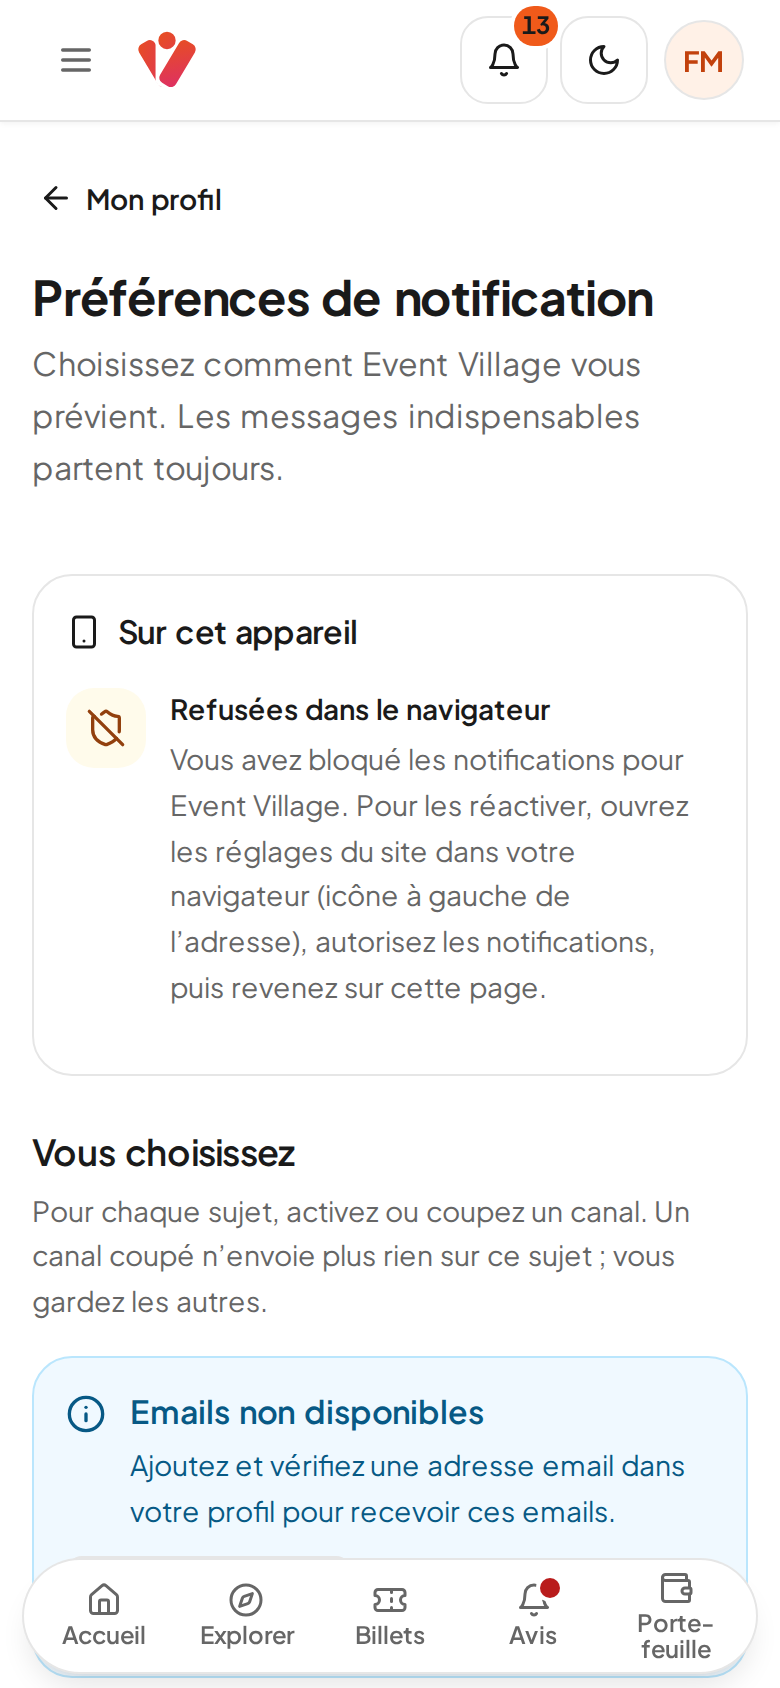 13
FM
Mon profil
Préférences de notification
Choisissez comment Event Village vous
prévient. Les messages indispensables
partent toujours.
Sur cet appareil
Refusées dans le navigateur
Vous avez bloqué les notifications pour
Event Village. Pour les réactiver, ouvrez
les réglages du site dans votre
navigateur (icône à gauche de
l’adresse), autorisez les notifications,
puis revenez sur cette page.
Vous choisissez
Pour chaque sujet, activez ou coupez un canal. Un
canal coupé n’envoie plus rien sur ce sujet ; vous
gardez les autres.
Emails non disponibles
Ajoutez et vérifiez une adresse email dans
votre profil pour recevoir ces emails.
Accueil
Explorer
Billets
Avis
Porte-
feuille